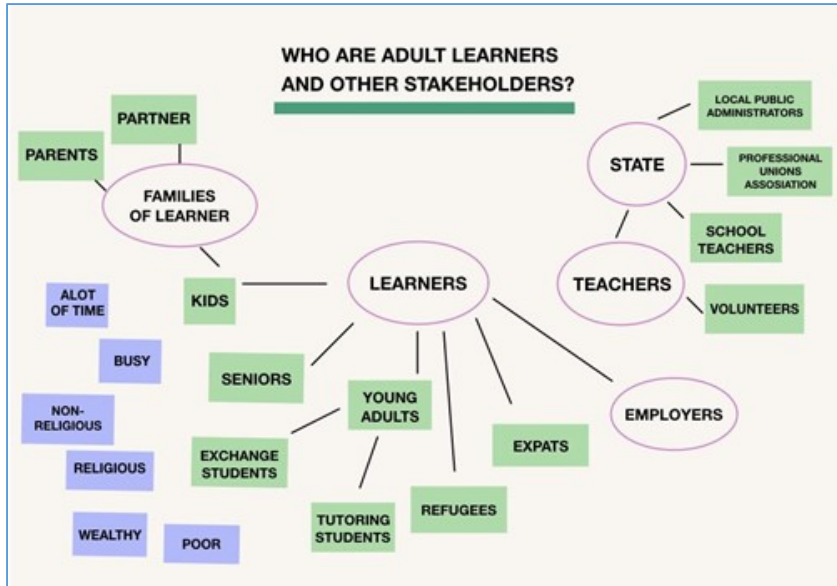 WHO ARE ADULT LEARNERS
AND OTHER STAKEHOLDERS?
PARTNER
PARENTS
FAMILIES
OF LEARNER
KIDS
LOCAL PUBLIC
ADMINISTRATORS
STATE
PROFESSIONAL
UNIONS
ASSOSIATION
SCHOOL
TEACHERS
TEACHERS
VOLUNTEERS
LEARNERS
ALOT
OF TIME
BUSY
NON-
RELIGIOUS
RELIGIOUS
WEALTHY
POOR
SENIORS
YOUNG
ADULTS
EXCHANGE
STUDENTS
TUTORING
STUDENTS
REFUGEES
EXPATS
EMPLOYERS